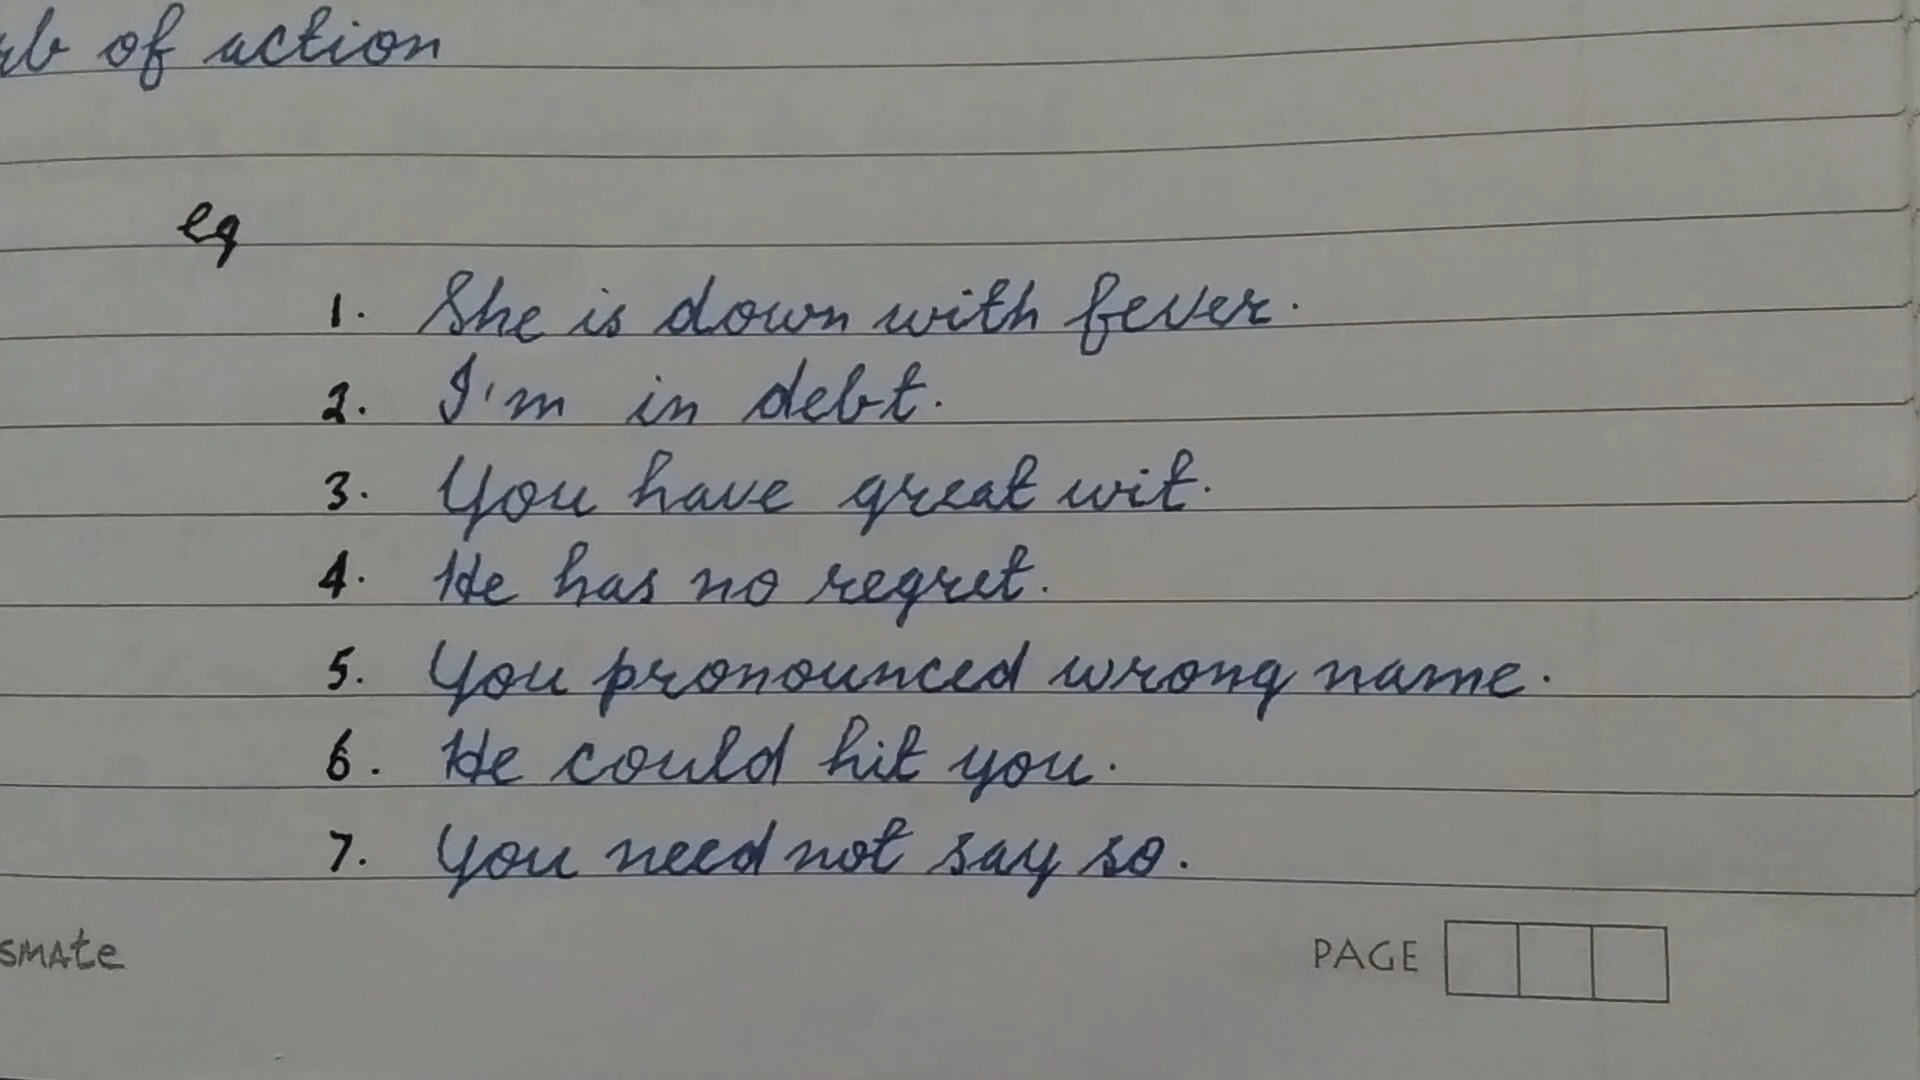 of action
eg
1. She is down with fever.
2. I'm in debt.
3. You have great wit.
4. He has no regret.
5. You pronounced wrong name.
6. He could hit you.
7. You need not say so.
PAGE